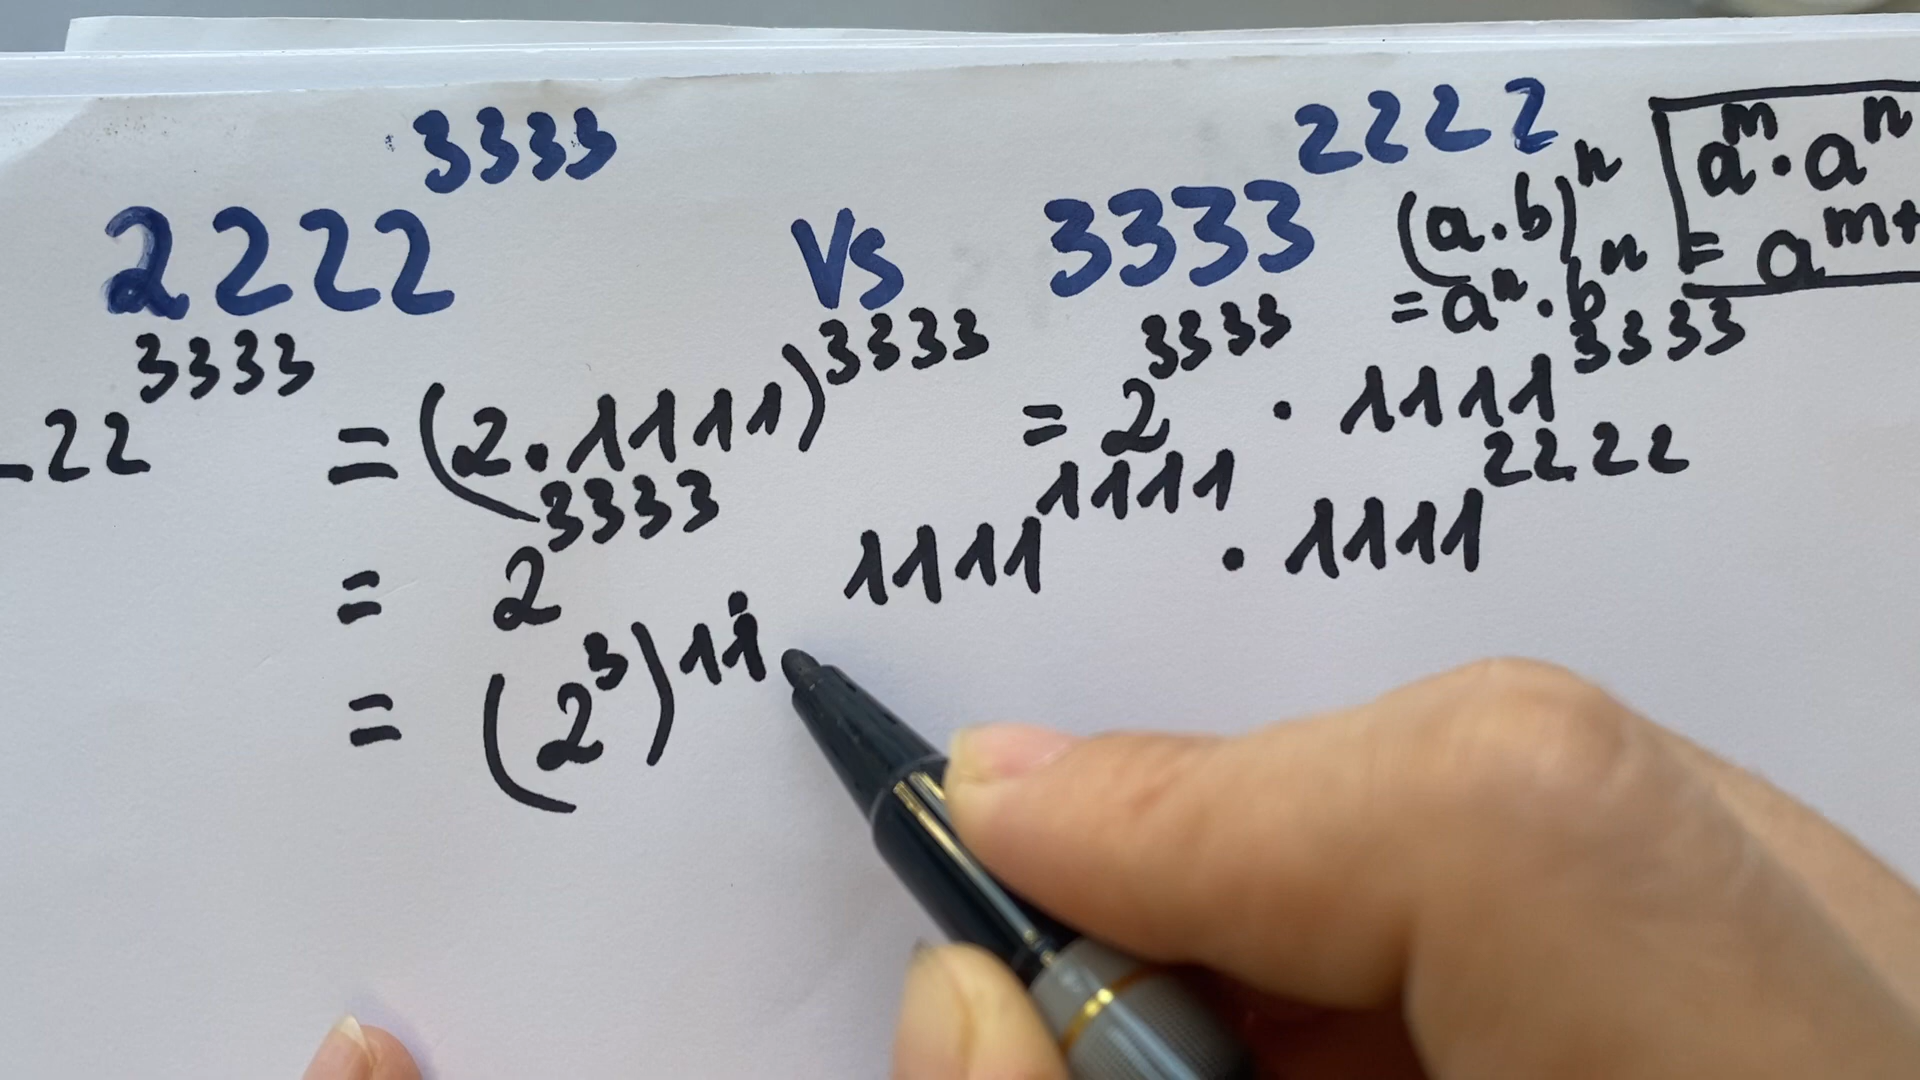 2222^3333 Vs 3333^2222
(a.b)^n = a^n . b^n
a^m . a^n = a^m+
22^3333 = (2.1111)^3333 = 2^3333 . 1111^3333
= 2^3333 1111^1111 . 1111^2222
= (2^3)^11